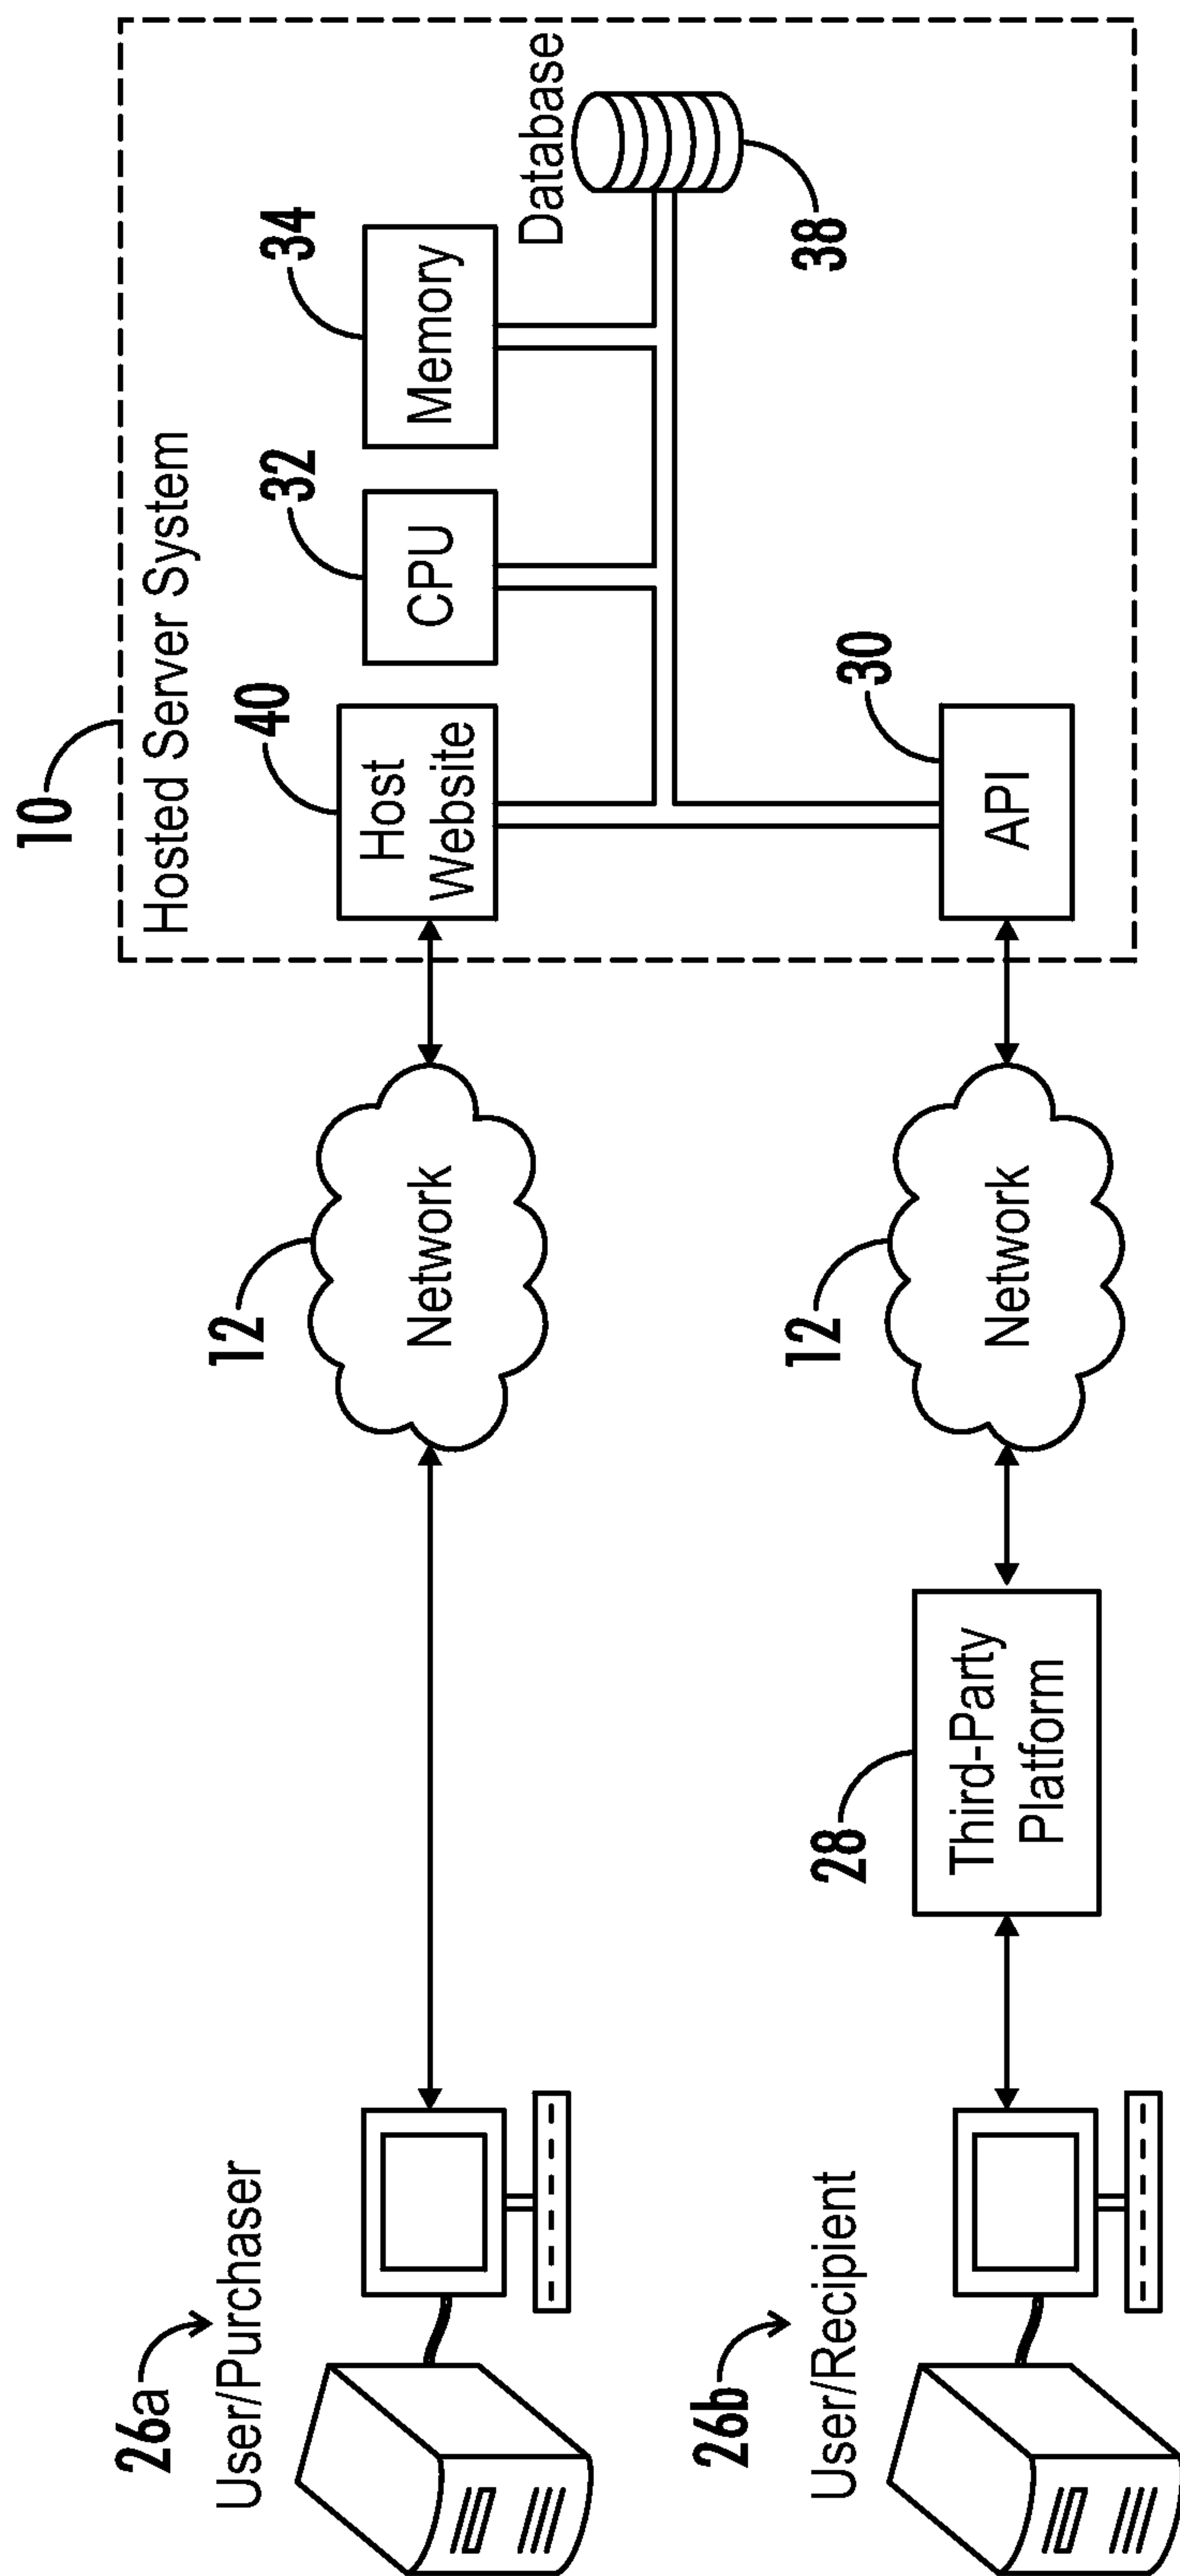 10
Hosted Server System
40
32
34
Host
Website
CPU
Memory
Database
38
30
API
12
Network
12
Network
28
Third-Party
Platform
26a
User/Purchaser
26b
User/Recipient